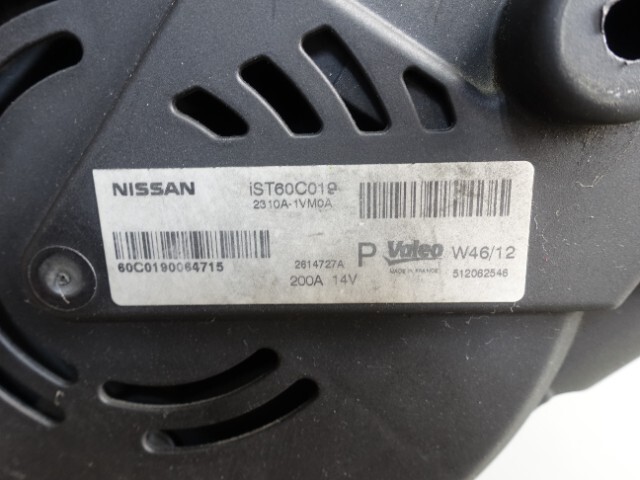 NISSAN iST60C019
2310A-1VM0A
60C0190064715
2614727A
200A 14V
P Valeo W46/12
MADE IN FRANCE 512062546